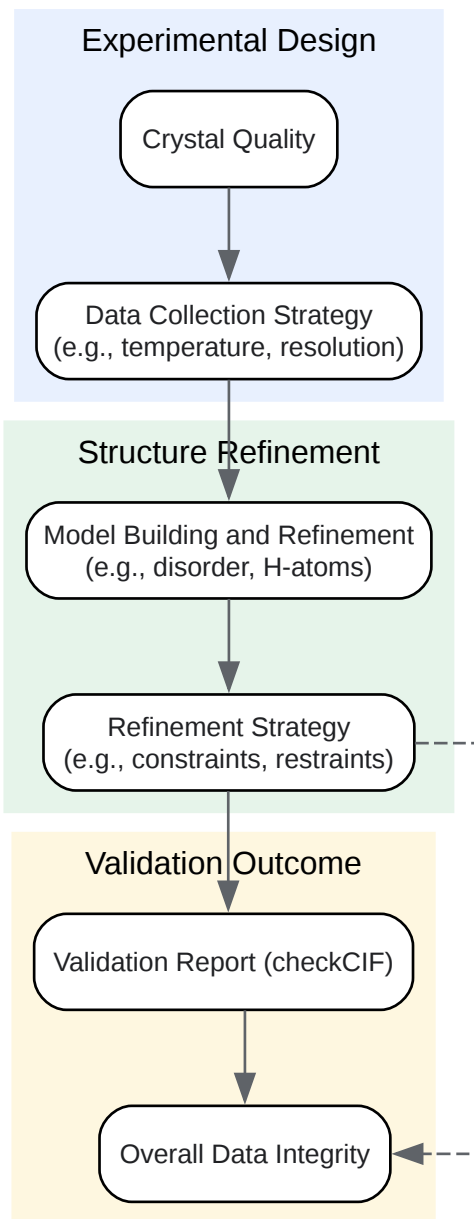 Experimental Design
Crystal Quality
Data Collection Strategy
(e.g., temperature, resolution)
Structure Refinement
Model Building and Refinement
(e.g., disorder, H-atoms)
Refinement Strategy
(e.g., constraints, restraints)
Validation Outcome
Validation Report (checkCIF)
Overall Data Integrity